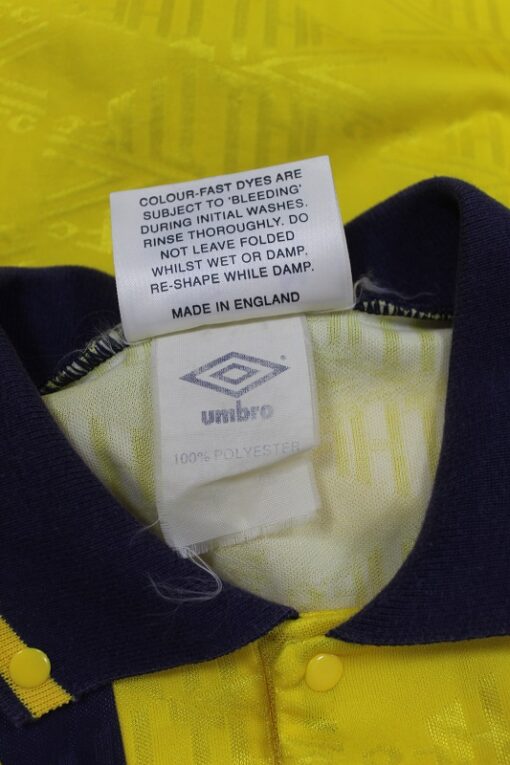 COLOUR-FAST DYES ARE
SUBJECT TO 'BLEEDING'
DURING INITIAL WASHES.
RINSE THOROUGHLY. DO
NOT LEAVE FOLDED
WHILST WET OR DAMP.
RE-SHAPE WHILE DAMP.
MADE IN ENGLAND
umbro
100% POLYESTER